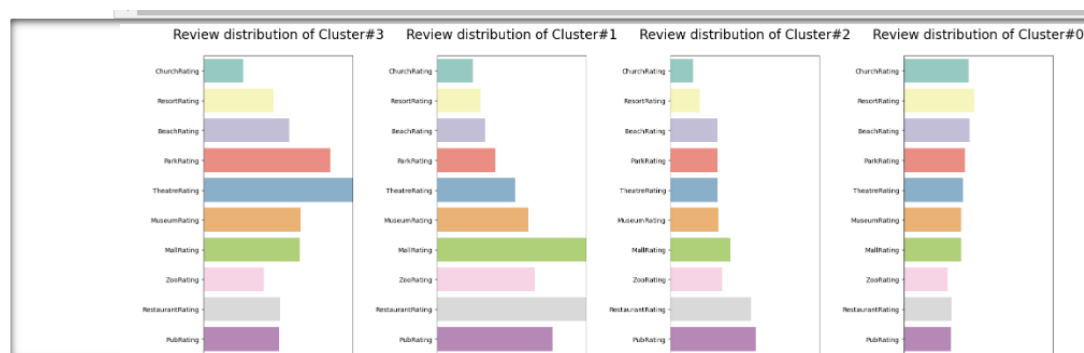 Review distribution of Cluster#3
ChurchRating
ResortRating
BeachRating
ParkRating
TheatreRating
MuseumRating
MallRating
ZooRating
RestaurantRating
PubRating
Review distribution of Cluster#1
ChurchRating
ResortRating
BeachRating
ParkRating
TheatreRating
MuseumRating
MallRating
ZooRating
RestaurantRating
PubRating
Review distribution of Cluster#2
ChurchRating
ResortRating
BeachRating
ParkRating
TheatreRating
MuseumRating
MallRating
ZooRating
RestaurantRating
PubRating
Review distribution of Cluster#0
ChurchRating
ResortRating
BeachRating
ParkRating
TheatreRating
MuseumRating
MallRating
ZooRating
RestaurantRating
PubRating